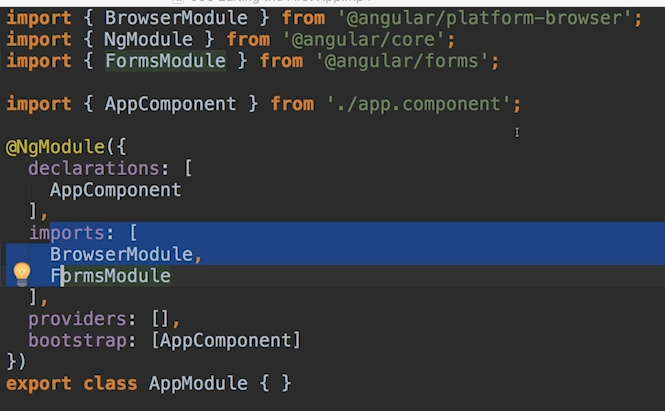 import { BrowserModule } from '@angular/platform-browser';
import { NgModule } from '@angular/core';
import { FormsModule } from '@angular/forms';
import { AppComponent } from './app.component';
@NgModule({
declarations: [
AppComponent
],
imports: [
BrowserModule,
FormsModule
],
providers: [],
bootstrap: [AppComponent]
})
export class AppModule { }